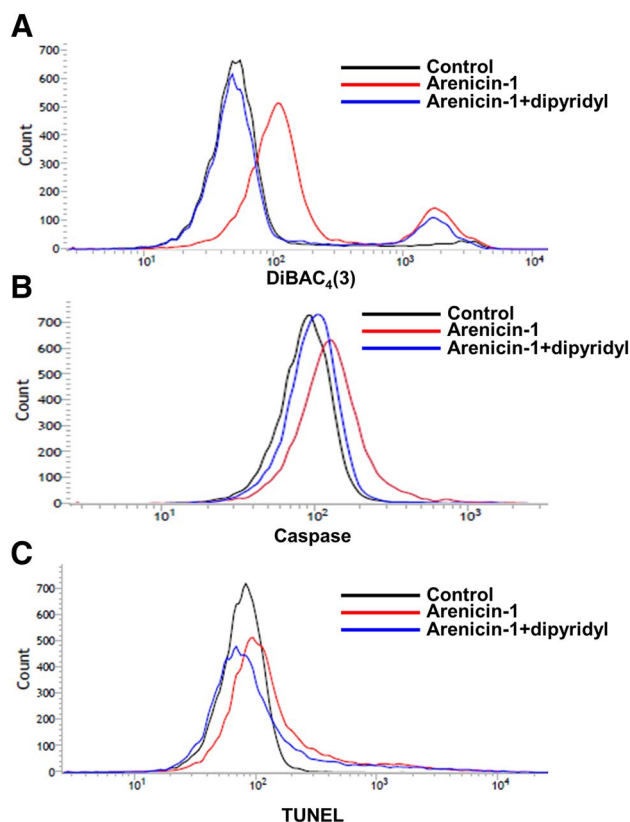 A
700
600
500
400
300
200
100
0
Count
Control
Arenicin-1
Arenicin-1+dipyridyl
10¹ 10² 10³ 10⁴
DiBAC₄(3)
B
700
600
500
400
300
200
100
0
Count
Control
Arenicin-1
Arenicin-1+dipyridyl
10¹ 10² 10³
Caspase
C
700
600
500
400
300
200
100
0
Count
Control
Arenicin-1
Arenicin-1+dipyridyl
10¹ 10² 10³ 10⁴
TUNEL